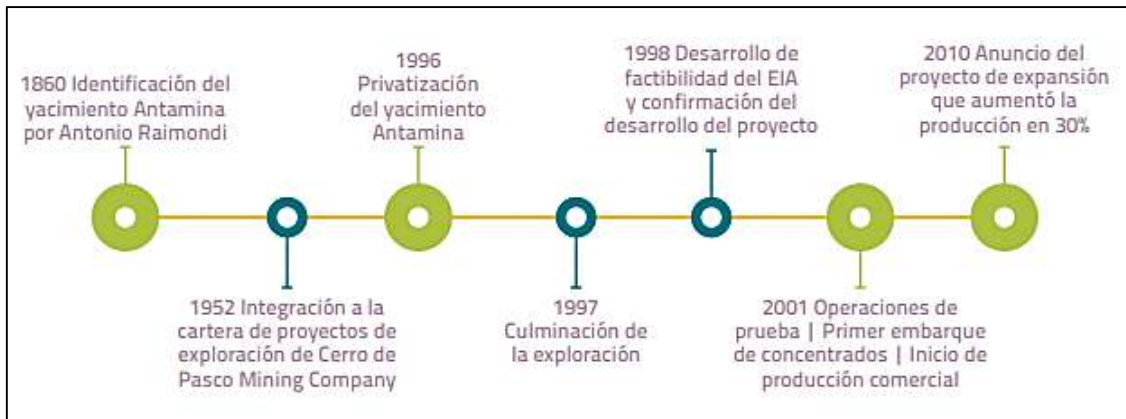 1860 Identificación del
yacimiento Antamina
por Antonio Raimondi
1952 Integración a la
cartera de proyectos de
exploración de Cerro de
Pasco Mining Company
1996
Privatización
del yacimiento
Antamina
1997
Culminación de
la exploración
1998 Desarrollo de
factibilidad del EIA
y confirmación del
desarrollo del proyecto
2001 Operaciones de
prueba | Primer embarque
de concentrados | Inicio de
producción comercial
2010 Anuncio del
proyecto de expansión
que aumentó la
producción en 30%